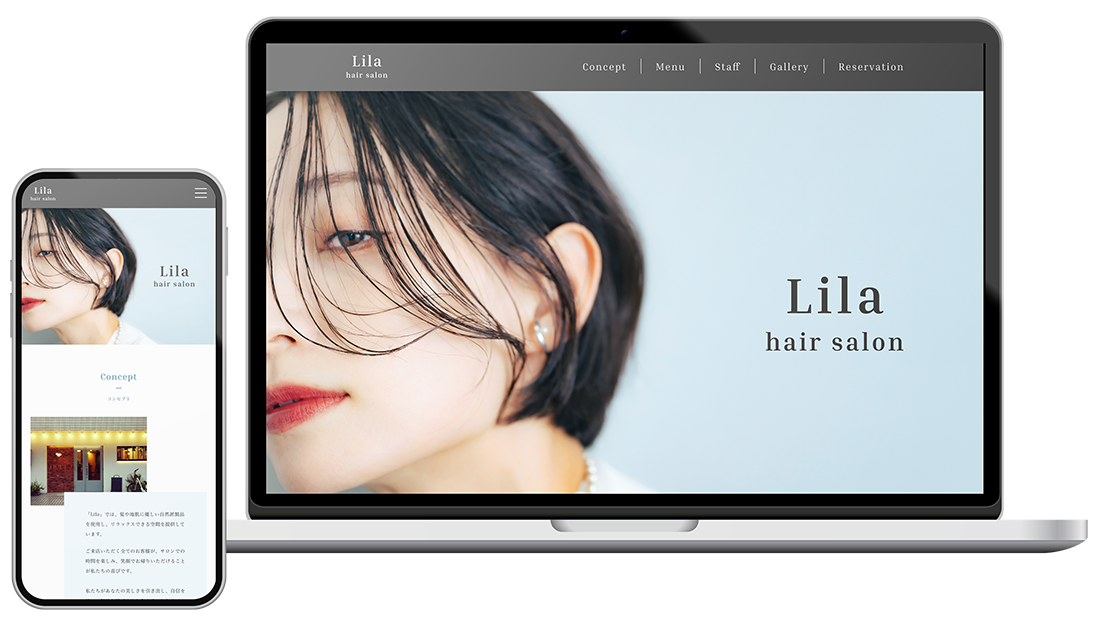 Lila
hair salon
Concept
Menu
Staff
Gallery
Reservation
Lila
hair salon
Lila
hair salon
Lila
hair salon
Concept
コンセプト
「Lila」では、髪や地肌に優しい自然派製品
を使用し、リラックスできる空間を提供して
います。
ご来店いただく全てのお客様が、サロンでの
時間を楽しみ、笑顔でお帰りいただけること
が私たちの喜びです。
私たちがあなたの美しさを引き出し、自信を